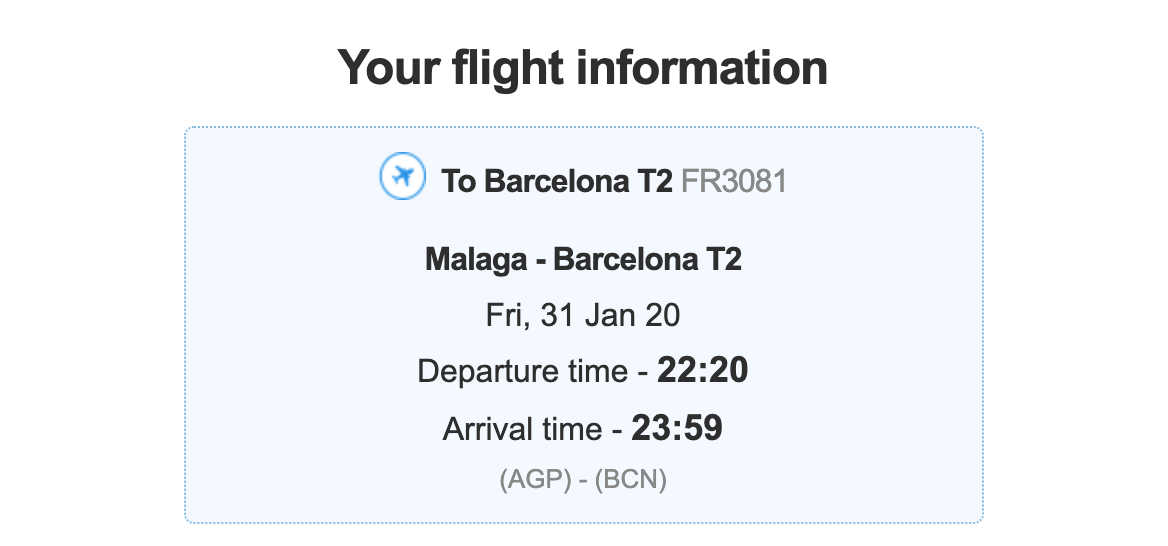 Your flight information
To Barcelona T2 FR3081
Malaga - Barcelona T2
Fri, 31 Jan 20
Departure time - 22:20
Arrival time - 23:59
(AGP) - (BCN)